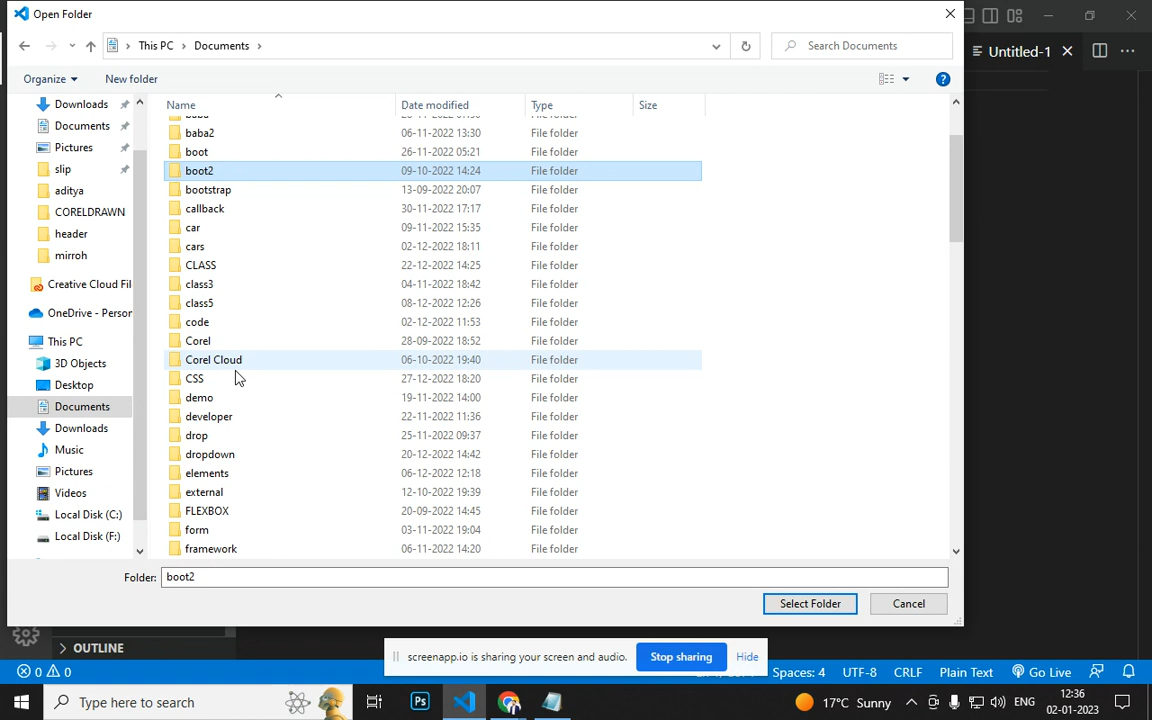 Open Folder
This PC > Documents >
Search Documents
Untitled-1
Organize
New folder
Name
Date modified
Type
Size
Downloads
Documents
Pictures
slip
aditya
CORELDRAWN
header
mirroh
Creative Cloud Fil
OneDrive - Person
This PC
3D Objects
Desktop
Documents
Downloads
Music
Pictures
Videos
Local Disk (C:)
Local Disk (F:)
baba2 06-11-2022 13:30 File folder
boot 26-11-2022 05:21 File folder
boot2 09-10-2022 14:24 File folder
bootstrap 13-09-2022 20:07 File folder
callback 30-11-2022 17:17 File folder
car 09-11-2022 15:35 File folder
cars 02-12-2022 18:11 File folder
CLASS 22-12-2022 14:25 File folder
class3 04-11-2022 18:42 File folder
class5 08-12-2022 12:26 File folder
code 02-12-2022 11:53 File folder
Corel 28-09-2022 18:52 File folder
Corel Cloud 06-10-2022 19:40 File folder
CSS 27-12-2022 18:20 File folder
demo 19-11-2022 14:00 File folder
developer 22-11-2022 11:36 File folder
drop 25-11-2022 09:37 File folder
dropdown 20-12-2022 14:42 File folder
elements 06-12-2022 12:18 File folder
external 12-10-2022 19:39 File folder
FLEXBOX 20-09-2022 14:45 File folder
form 03-11-2022 19:04 File folder
framework 06-11-2022 14:20 File folder
Folder: boot2
Select Folder
Cancel
OUTLINE
screenapp.io is sharing your screen and audio.
Stop sharing
Hide
0 0
Spaces: 4
UTF-8
CRLF
Plain Text
Go Live
Type here to search
Ps
17°C Sunny
ENG
12:36
02-01-2023